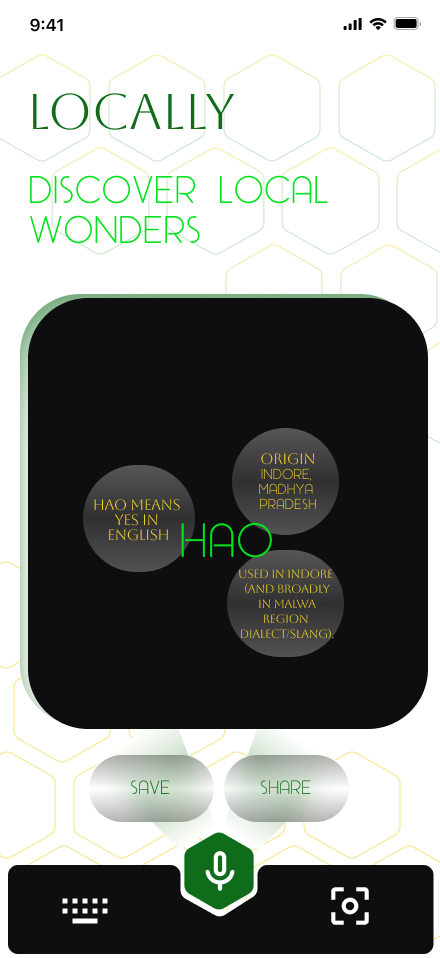 9:41
LOCALLY
DISCOVER LOCAL
WONDERS
ORIGIN
INDORE,
MADHYA
PRADESH
HAO MEANS
YES IN
ENGLISH
HAO
USED IN INDORE
(AND BROADLY
IN MALWA
REGION
DIALECT/SLANG).
SAVE
SHARE